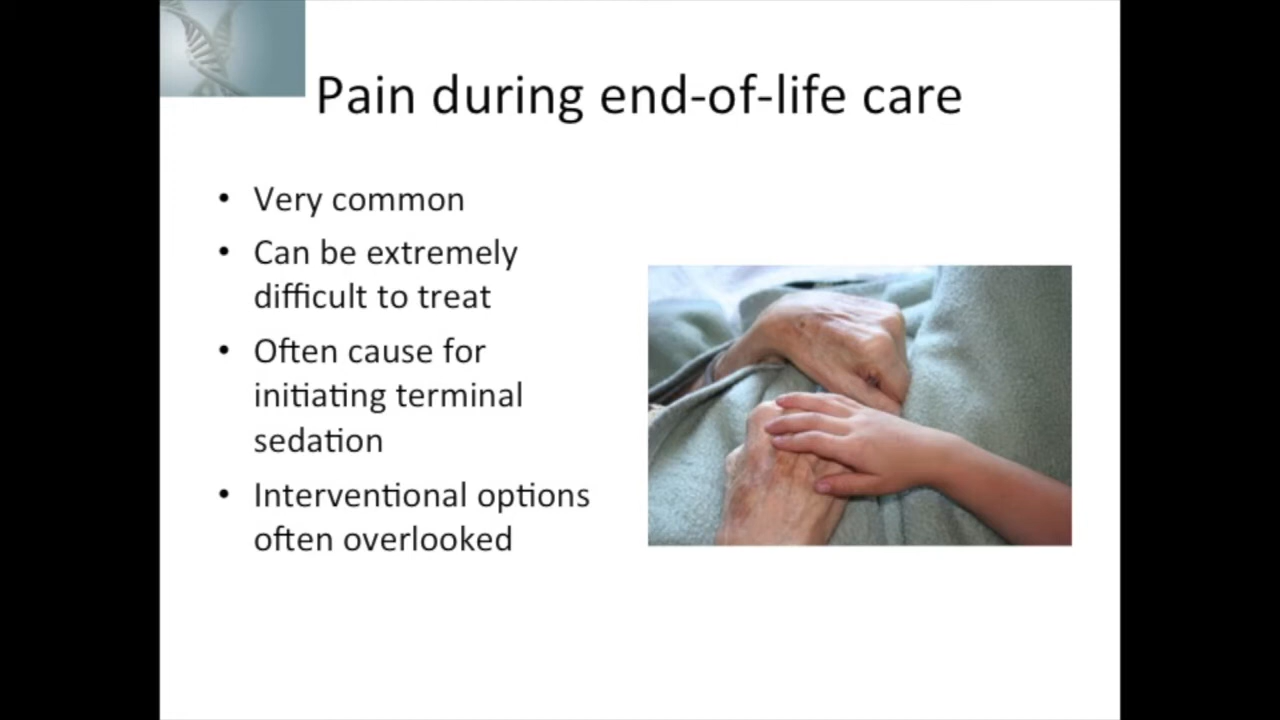 Pain during end-of-life care
• Very common
• Can be extremely
difficult to treat
• Often cause for
initiating terminal
sedation
• Interventional options
often overlooked